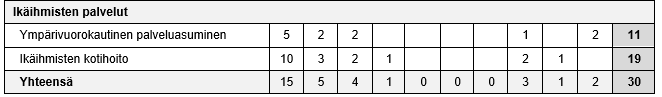 Ikäihmisten palvelut
Ympärivuorokautinen palveluasuminen 5 2 2 1 2 11
Ikäihmisten kotihoito 10 3 2 1 2 1 19
Yhteensä 15 5 4 1 0 0 0 3 1 2 30